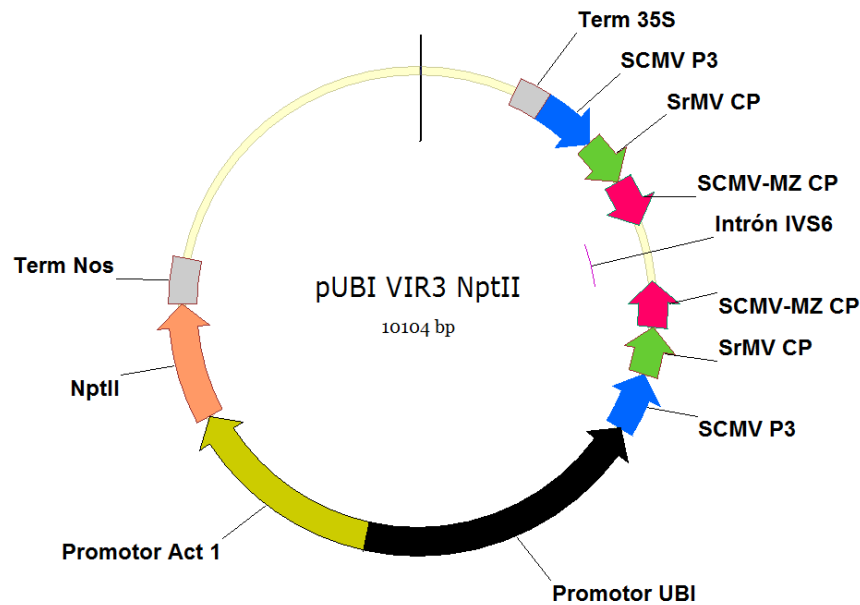 Term 35S
SCMV P3
SrMV CP
SCMV-MZ CP
Intrón IVS6
Term Nos
pUBI VIR3 NptII
10104 bp
SCMV-MZ CP
SrMV CP
NptII
SCMV P3
Promotor Act 1
Promotor UBI